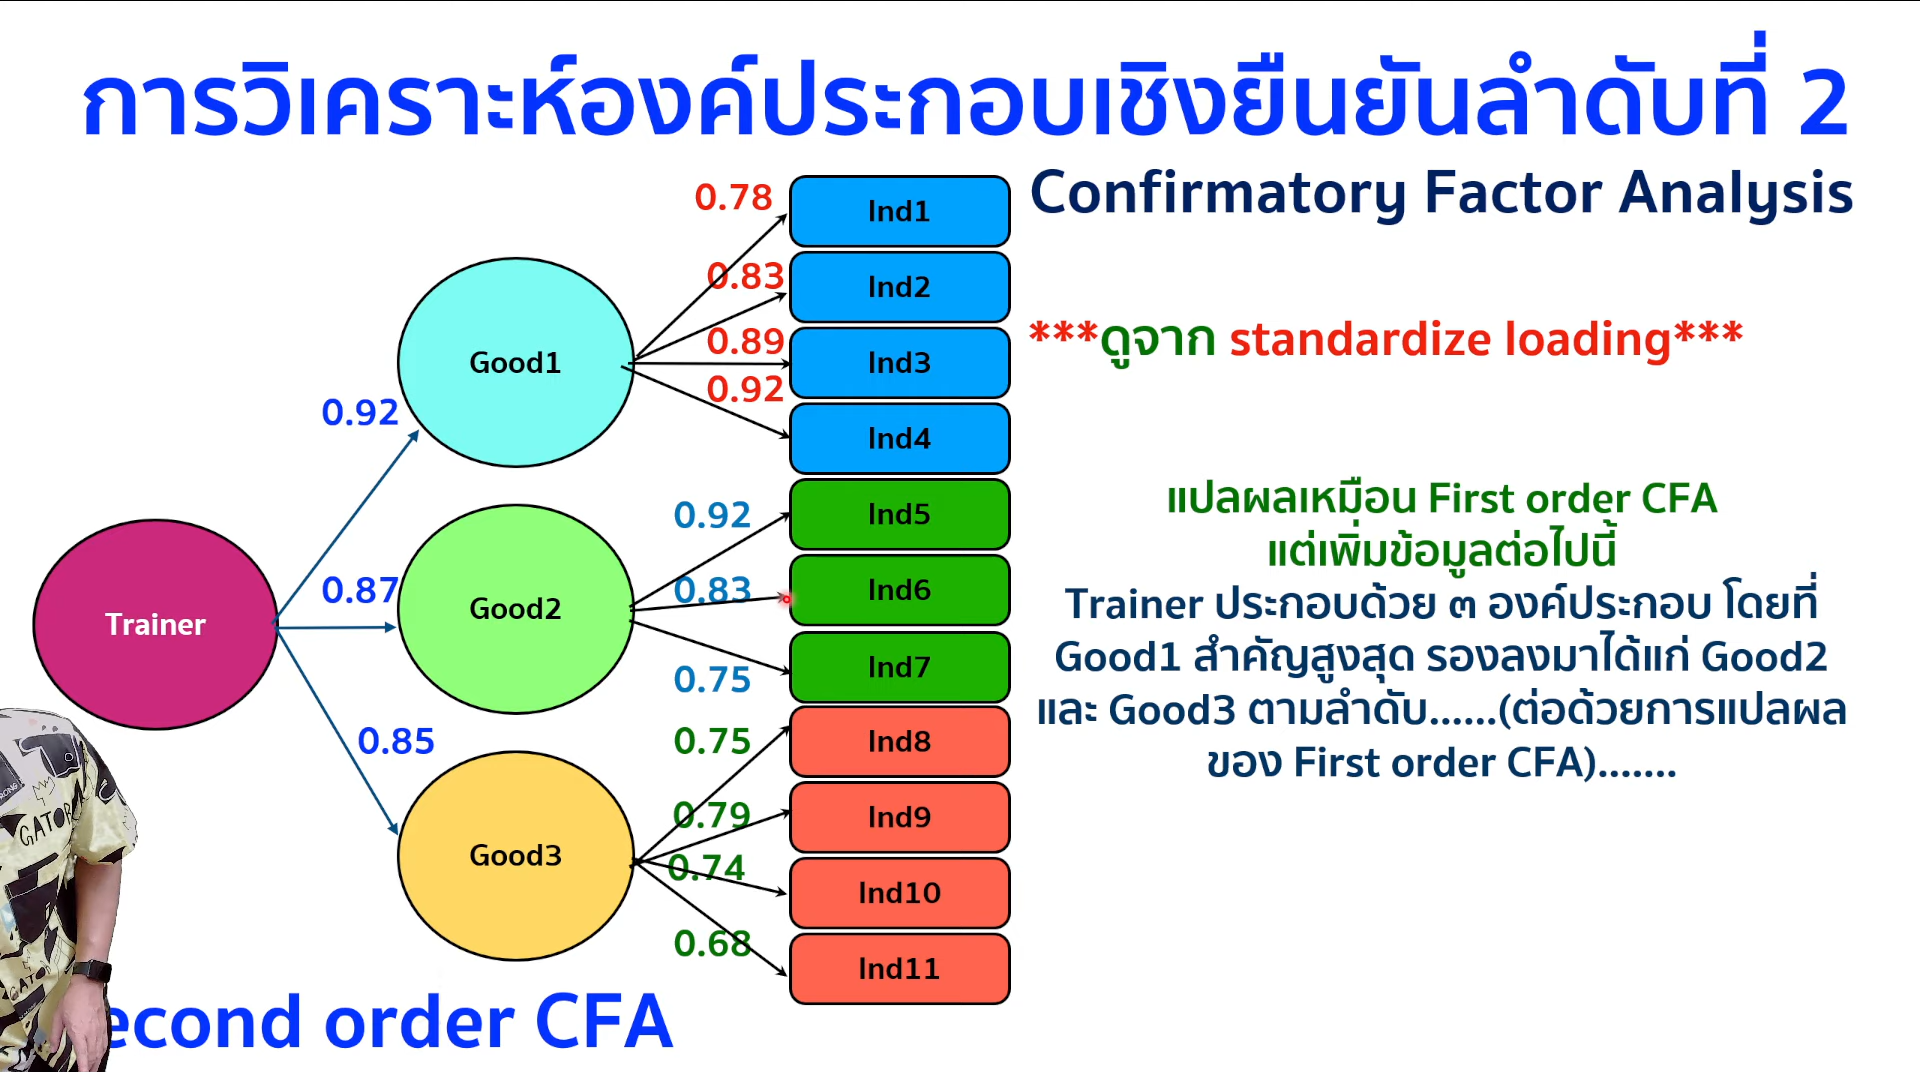 การวิเคราะห์องค์ประกอบเชิงยืนยันลำดับที่ 2
Confirmatory Factor Analysis
***ดูจาก standardize loading***
แปลผลเหมือน First order CFA
แต่เพิ่มข้อมูลต่อไปนี้
Trainer ประกอบด้วย ๓ องค์ประกอบ โดยที่
Good1 สำคัญสูงสุด รองลงมาได้แก่ Good2
และ Good3 ตามลำดับ......(ต่อด้วยการแปลผล
ของ First order CFA).......
Trainer
0.92
0.87
0.85
Good1
Good2
Good3
0.78
0.83
0.89
0.92
0.92
0.83
0.75
0.75
0.79
0.74
0.68
Ind1
Ind2
Ind3
Ind4
Ind5
Ind6
Ind7
Ind8
Ind9
Ind10
Ind11
econd order CFA